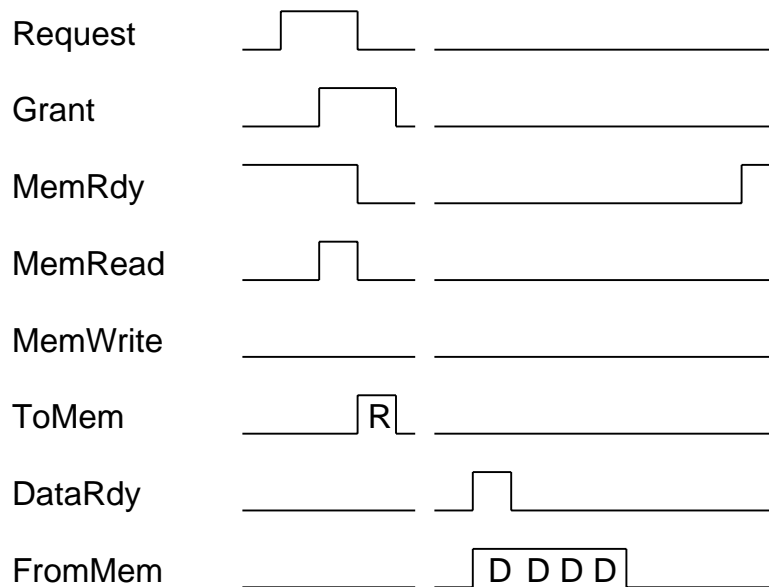 Request
Grant
MemRdy
MemRead
MemWrite
ToMem R
DataRdy
FromMem D D D D